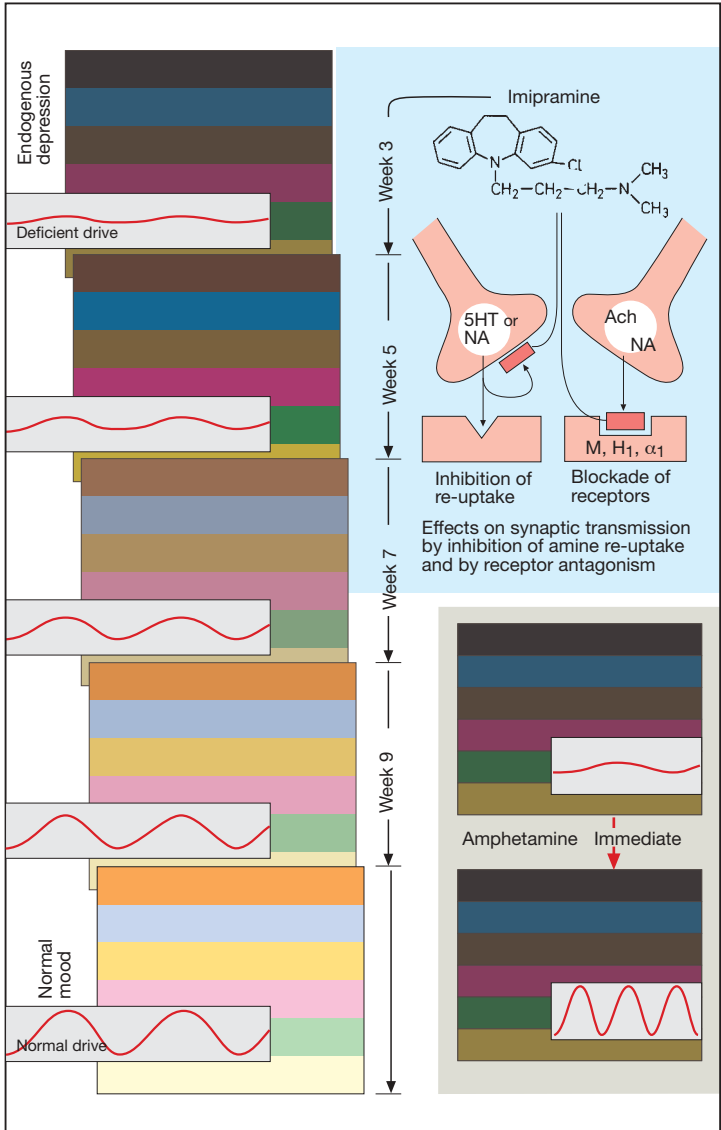 Endogenous
depression
Deficient drive
Week 3
Imipramine
N
Cl
CH₂–CH₂–CH₂–N
CH₃
CH₃
5HT or
NA
Ach
NA
M, H₁, α₁
Inhibition of
re-uptake
Blockade of
receptors
Effects on synaptic transmission
by inhibition of amine re-uptake
and by receptor antagonism
Week 5
Week 7
Week 9
Amphetamine Immediate
Normal
mood
Normal drive